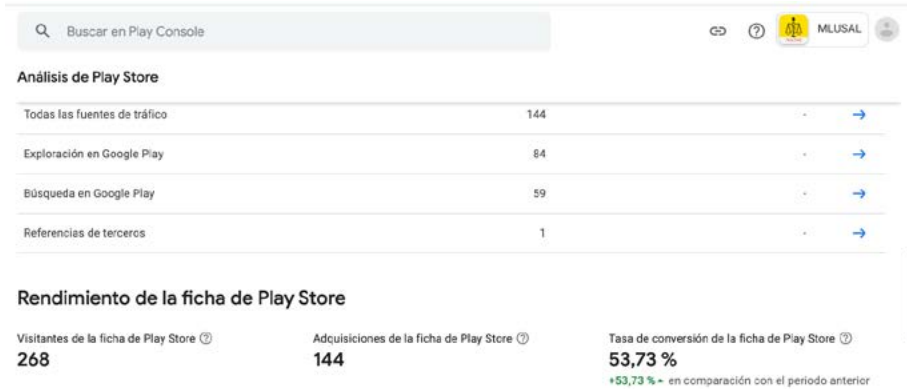 Buscar en Play Console
MLUSAL
Análisis de Play Store
Todas las fuentes de tráfico 144 -
Exploración en Google Play 84 -
Búsqueda en Google Play 59 -
Referencias de terceros 1 -
Rendimiento de la ficha de Play Store
Visitantes de la ficha de Play Store Adquisiciones de la ficha de Play Store Tasa de conversión de la ficha de Play Store
268 144 53,73 %
+53,73 % en comparación con el periodo anterior